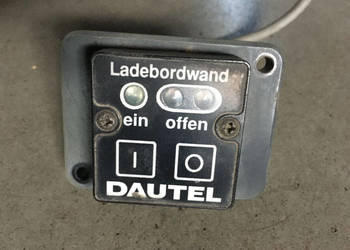 Ladebordwand
ein offen
I O
DAUTEL